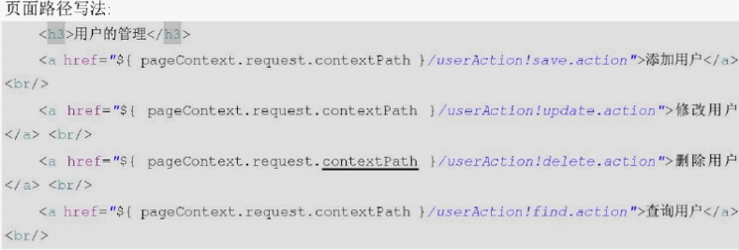 页面路径写法:
<h3>用户的管理</h3>
<a href="${ pageContext.request.contextPath }/userAction!save.action">添加用户</a>
<br/>
<a href="${ pageContext.request.contextPath }/userAction!update.action">修改用户
</a> <br/>
<a href="${ pageContext.request.contextPath }/userAction!delete.action">删除用户
</a> <br/>
<a href="${ pageContext.request.contextPath }/userAction!find.action">查询用户</a>
<br/>